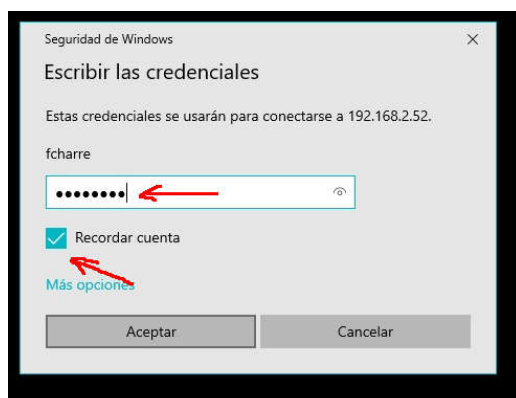 Seguridad de Windows
Escribir las credenciales
Estas credenciales se usarán para conectarse a 192.168.2.52.
fcharre
••••••••
Recordar cuenta
Más opciones
Aceptar
Cancelar